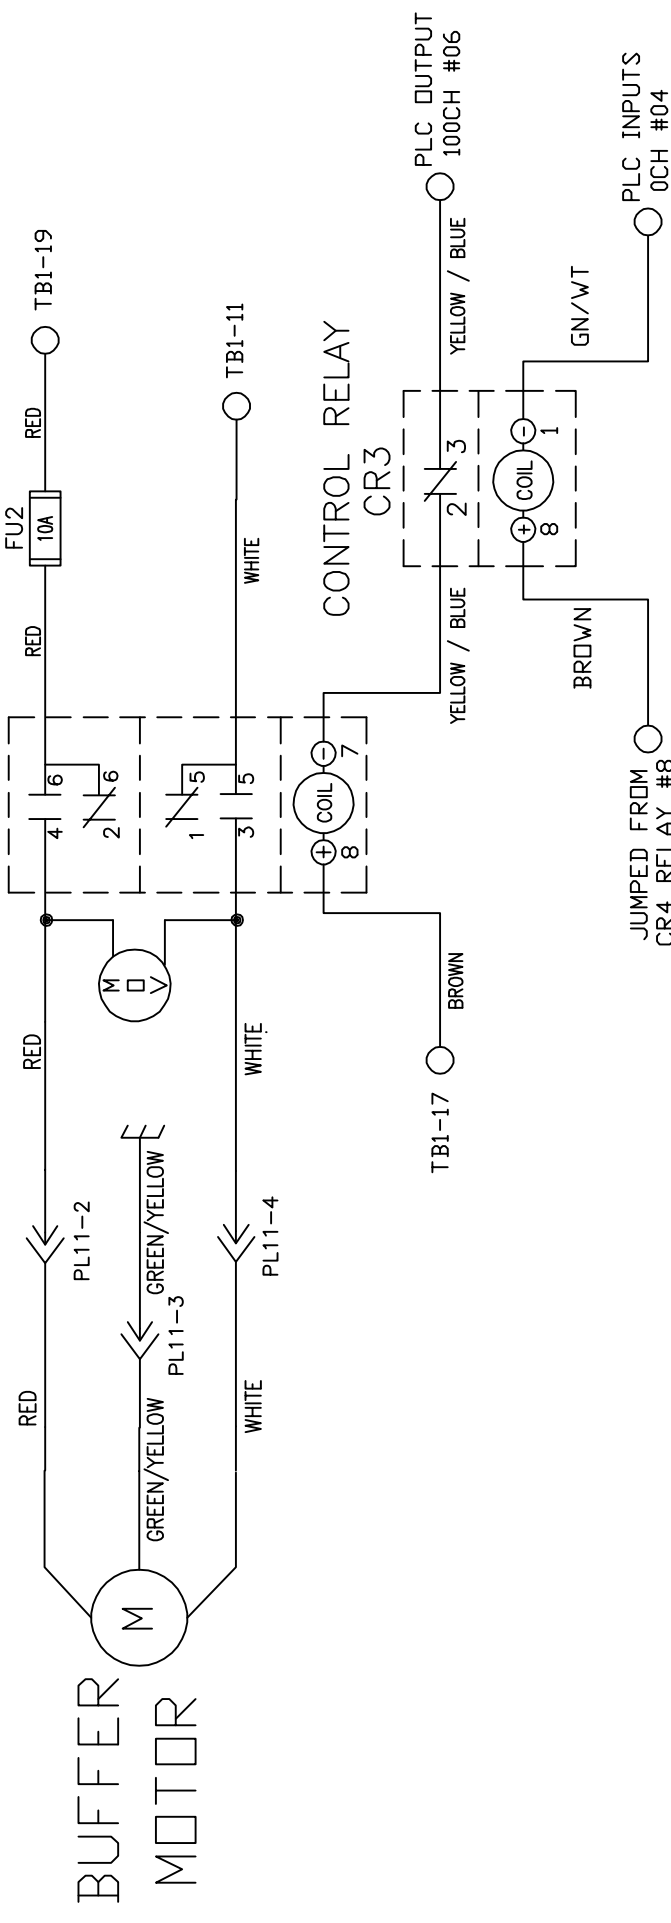 BUFFER
MOTOR
M
RED
PL11-2
RED
RED
FU2
10A
RED
TB1-19
GREEN/YELLOW
PL11-3
GREEN/YELLOW
WHITE
PL11-4
WHITE
WHITE
TB1-11
MOV
4
6
2
6
1
5
3
5
+
8
COIL
-
7
BROWN
TB1-17
CONTROL RELAY
CR3
YELLOW / BLUE
2
3
YELLOW / BLUE
PLC OUTPUT
100CH #06
+
8
COIL
-
1
BROWN
JUMPED FROM
CR4 RELAY #8
GN/WT
PLC INPUTS
0CH #04